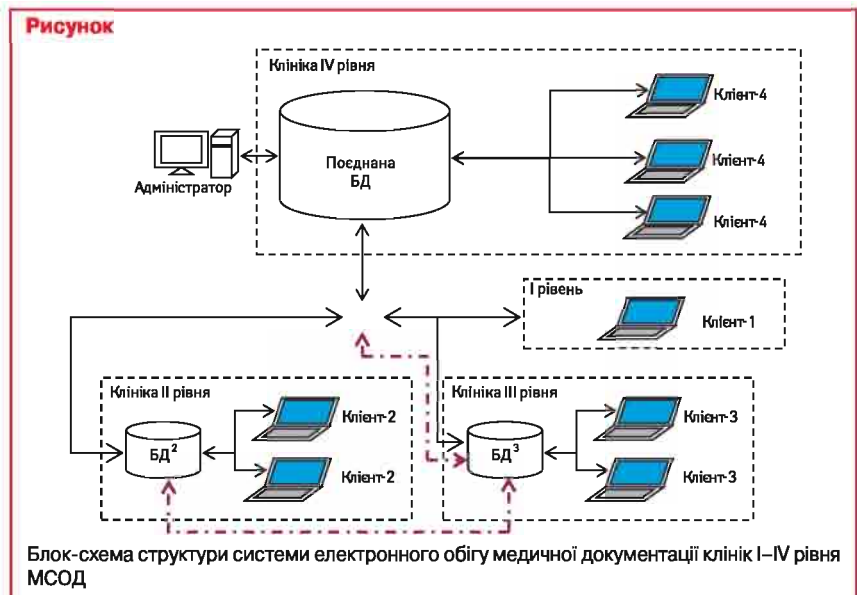 Рисунок
Клініка IV рівня
Клієнт-4
Поєднана
БД
Адміністратор
Клієнт-4
Клієнт-4
І рівень
Клієнт-1
Клініка II рівня
Клініка III рівня
Клієнт-2
Клієнт-3
БД²
БД³
Клієнт-2
Клієнт-3
Блок-схема структури системи електронного обігу медичної документації клінік I–IV рівня
МСОД